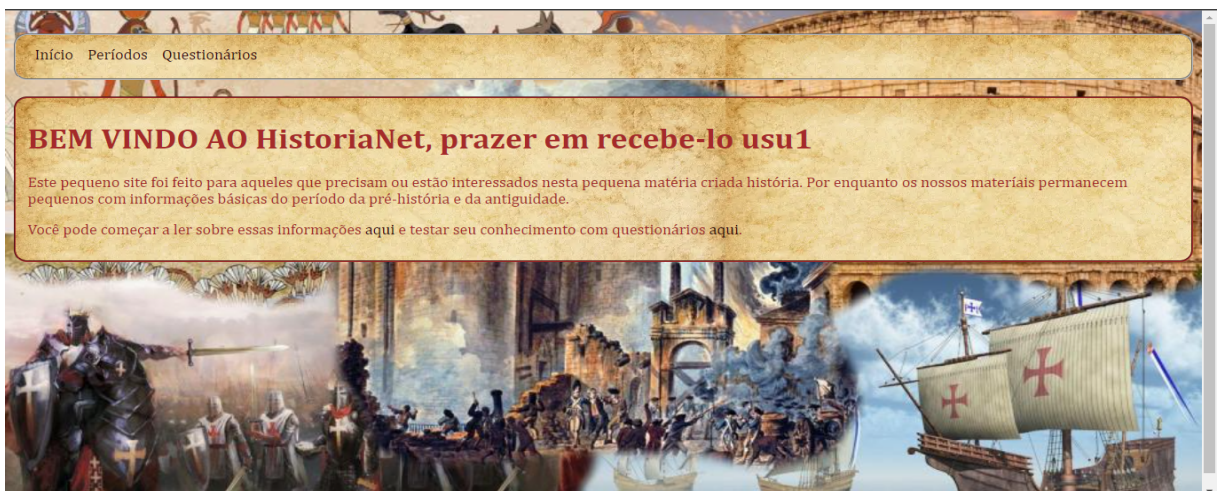 Início Períodos Questionários
BEM VINDO AO HistoriaNet, prazer em recebe-lo usu1
Este pequeno site foi feito para aqueles que precisam ou estão interessados nesta pequena matéria criada história. Por enquanto os nossos materíais permanecem
pequenos com informações básicas do período da pré-história e da antiguidade.
Você pode começar a ler sobre essas informações aqui e testar seu conhecimento com questionários aqui.